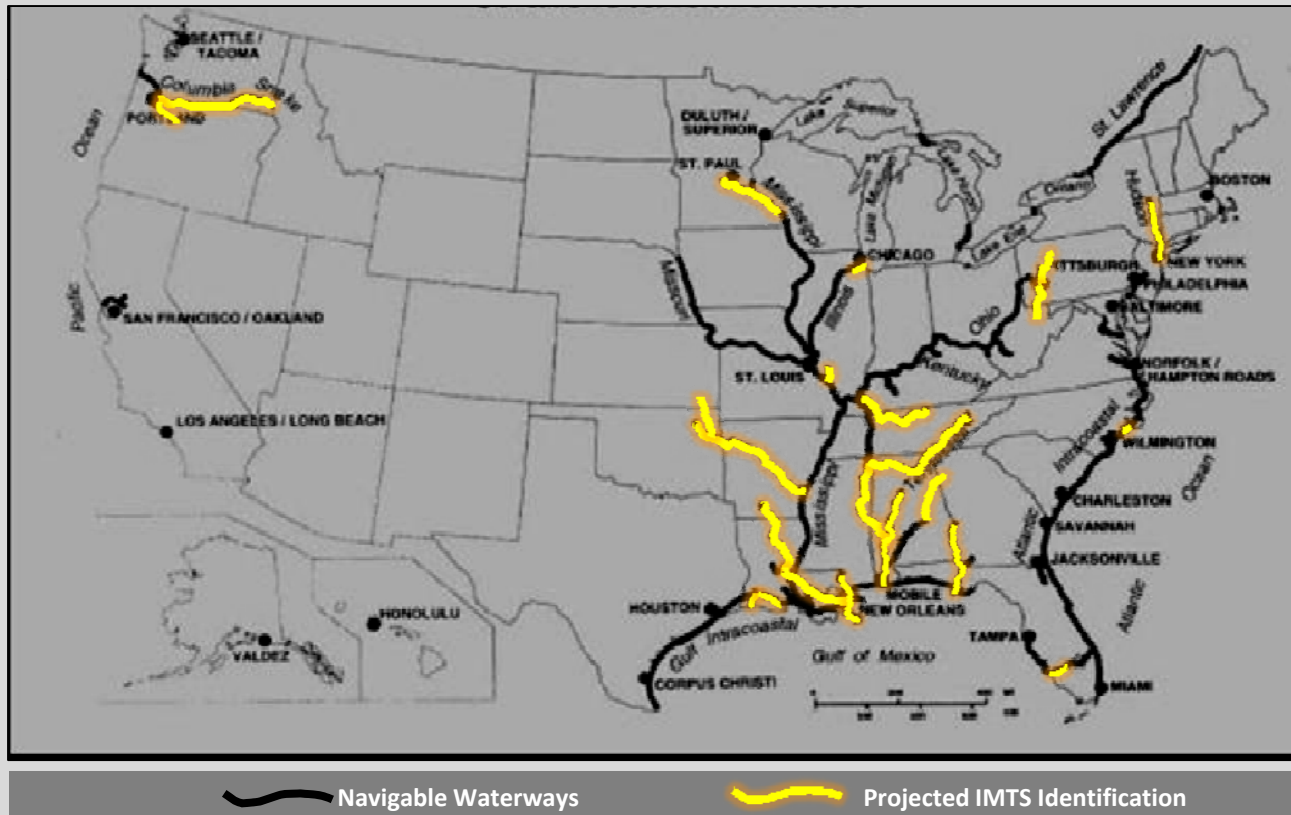 SEATTLE /
TACOMA
Columbia
Snake
PORTLAND
Ocean
Pacific
SAN FRANCISCO / OAKLAND
LOS ANGELES / LONG BEACH
VALDEZ
HONOLULU
DULUTH /
SUPERIOR
Lake Superior
ST. PAUL
Mississippi
Lake Michigan
Lake Huron
Ontario
Lake Erie
St. Lawrence
Hudson
BOSTON
CHICAGO
PITTSBURGH
NEW YORK
PHILADELPHIA
BALTIMORE
Missouri
Illinois
Ohio
Kentucky
ST. LOUIS
NORFOLK /
HAMPTON ROADS
Intracoastal
WILMINGTON
Ocean
Mississippi
Tennessee
CHARLESTON
SAVANNAH
Atlantic
JACKSONVILLE
Atlantic
MOBILE
NEW ORLEANS
HOUSTON
Gulf Intracoastal
TAMPA
Gulf of Mexico
CORPUS CHRISTI
MIAMI
0
Navigable Waterways
Projected IMTS Identification